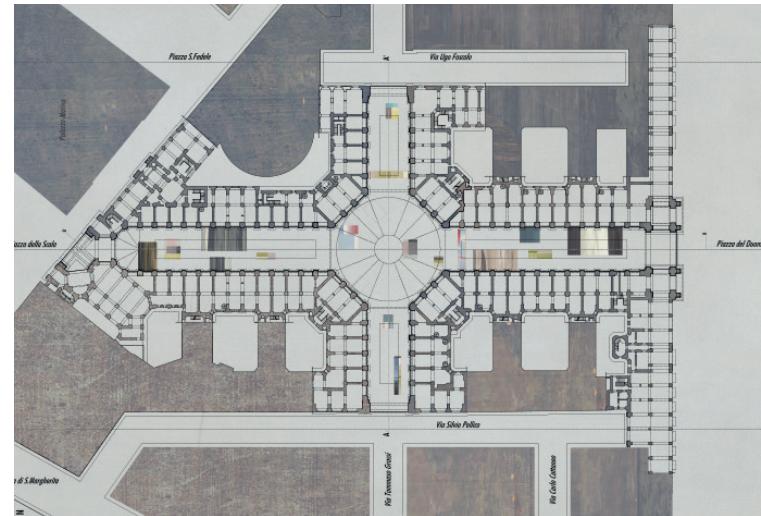 Piazza S.Fedele
Via Ugo Foscolo
A'
Palazzo Marino
Piazza della Scala
Piazza del Duomo
Via Silvio Pellico
A
Via Tommaso Grossi
Via Carlo Cattaneo
a di S.Margherita
N